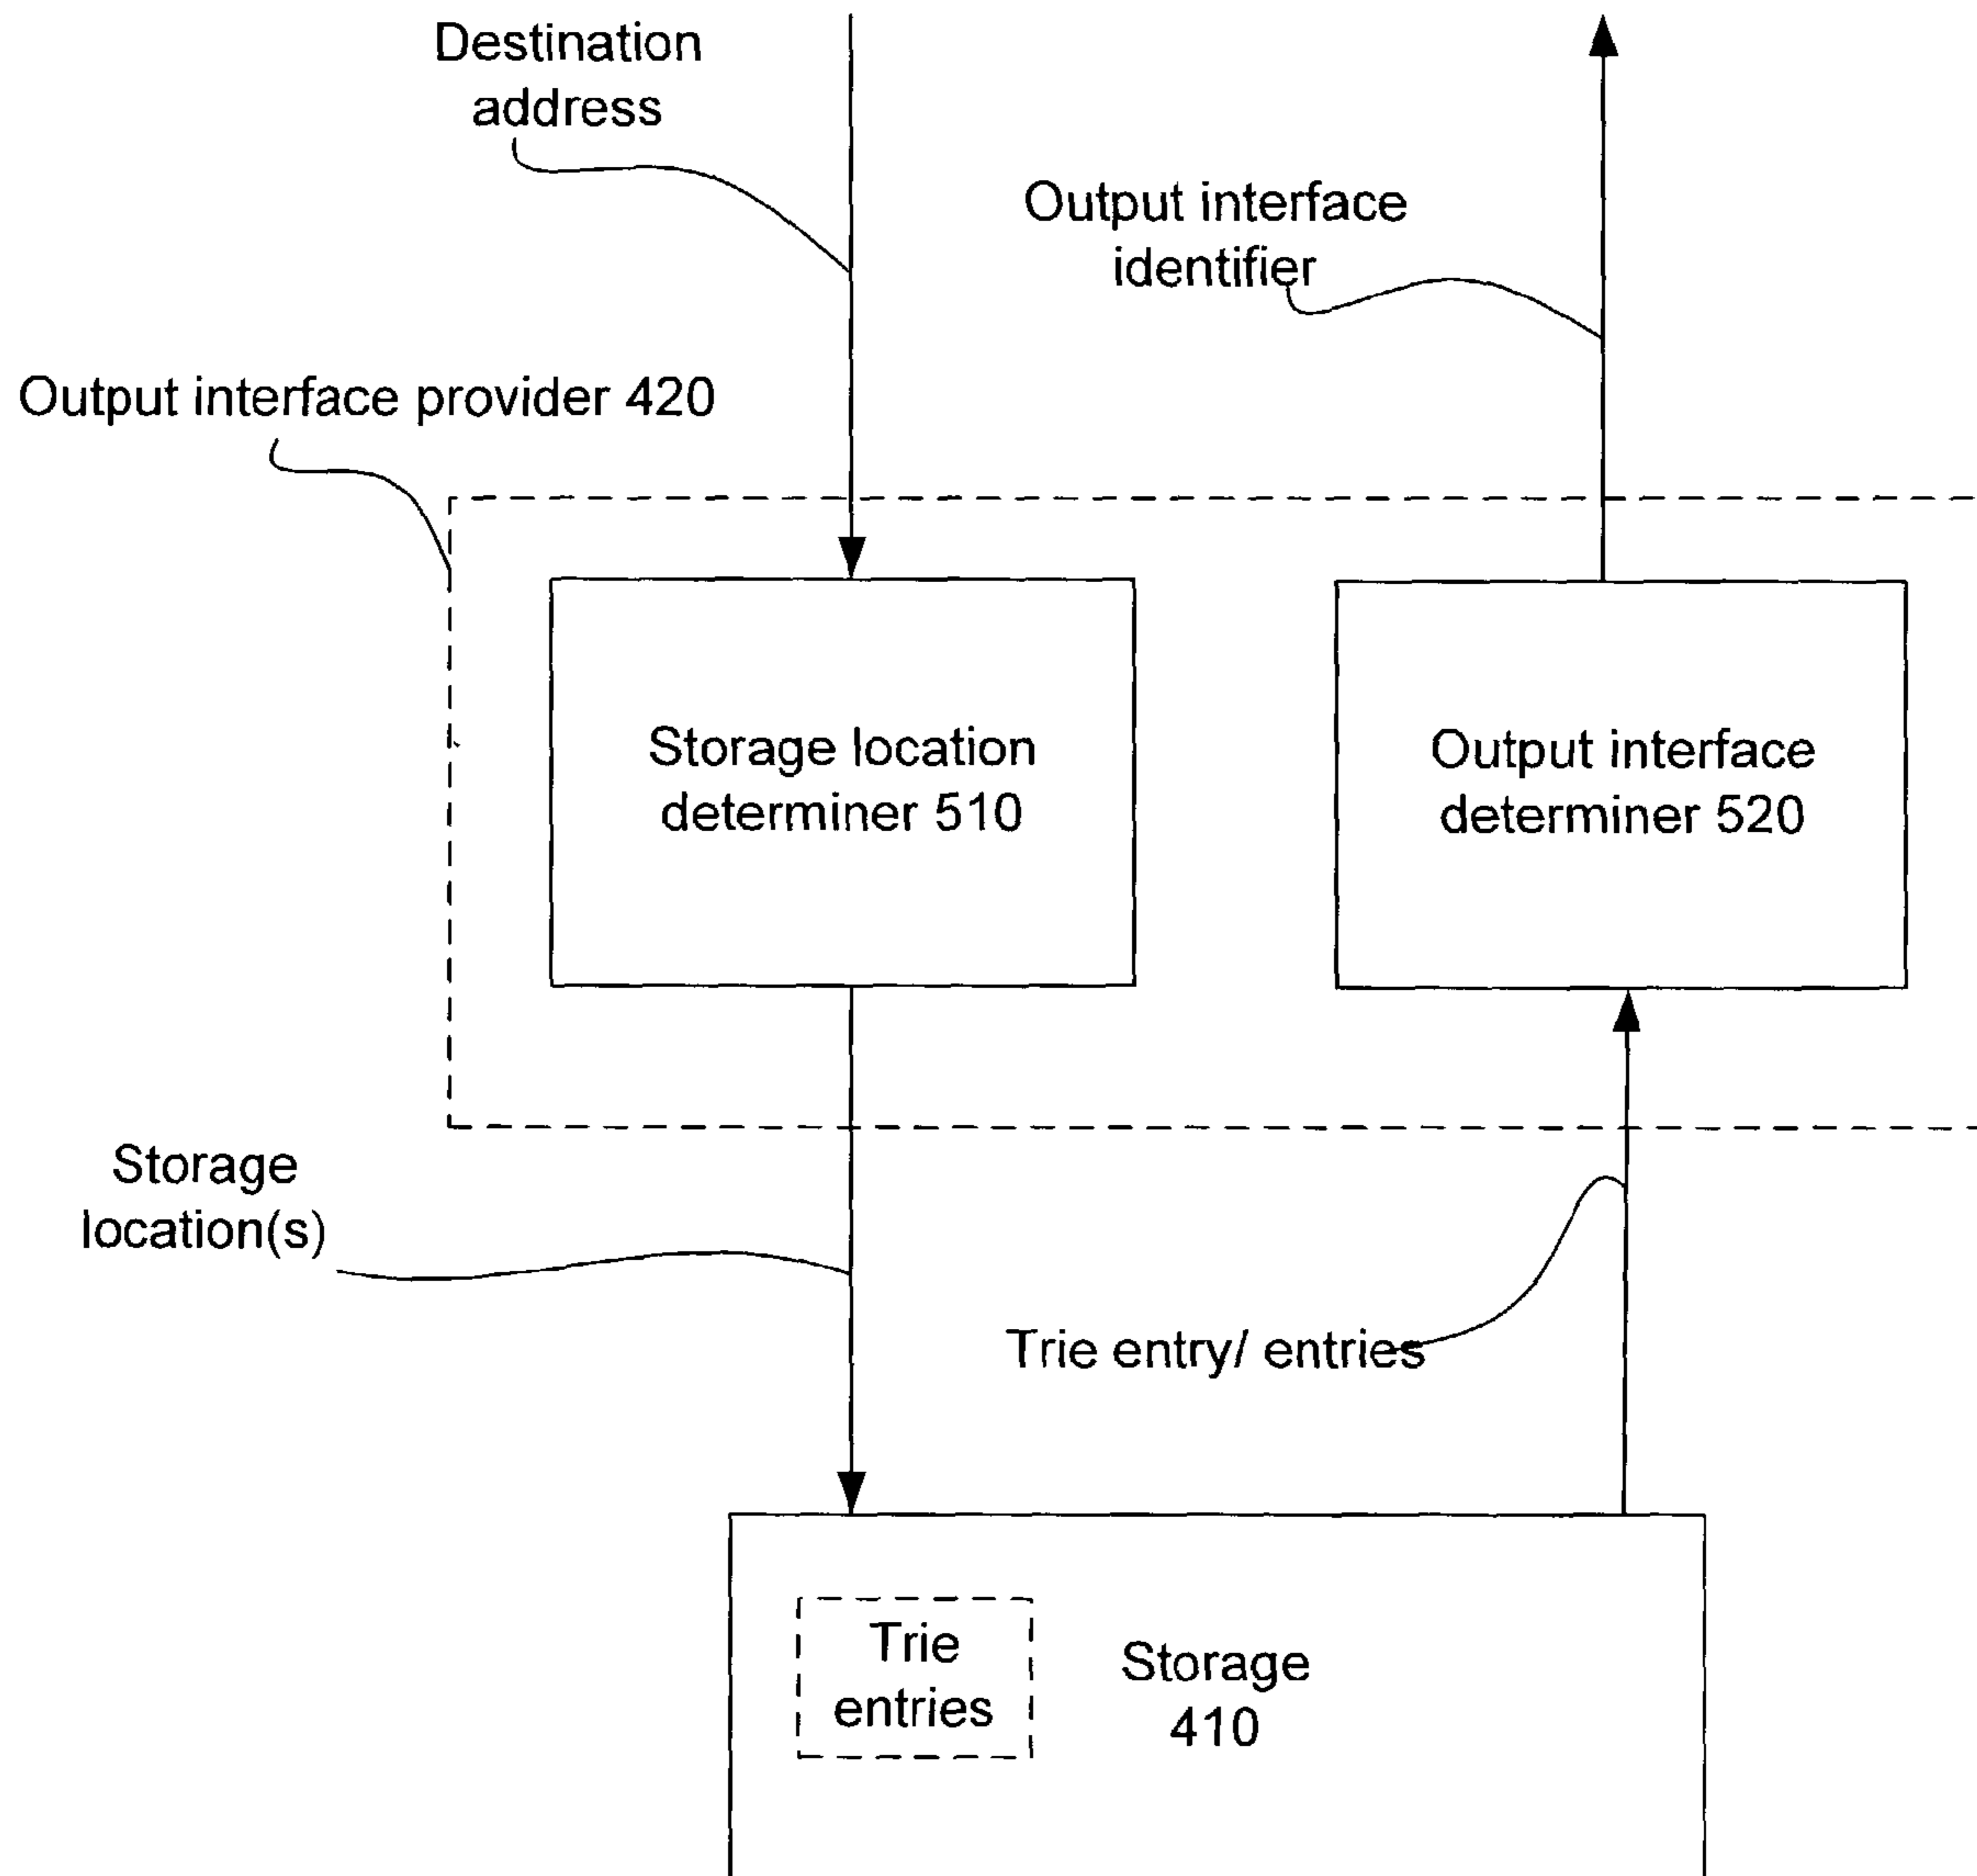 Destination
address
Output interface
identifier
Output interface provider 420
Storage location
determiner 510
Output interface
determiner 520
Storage
location(s)
Trie entry/ entries
Trie
entries
Storage
410